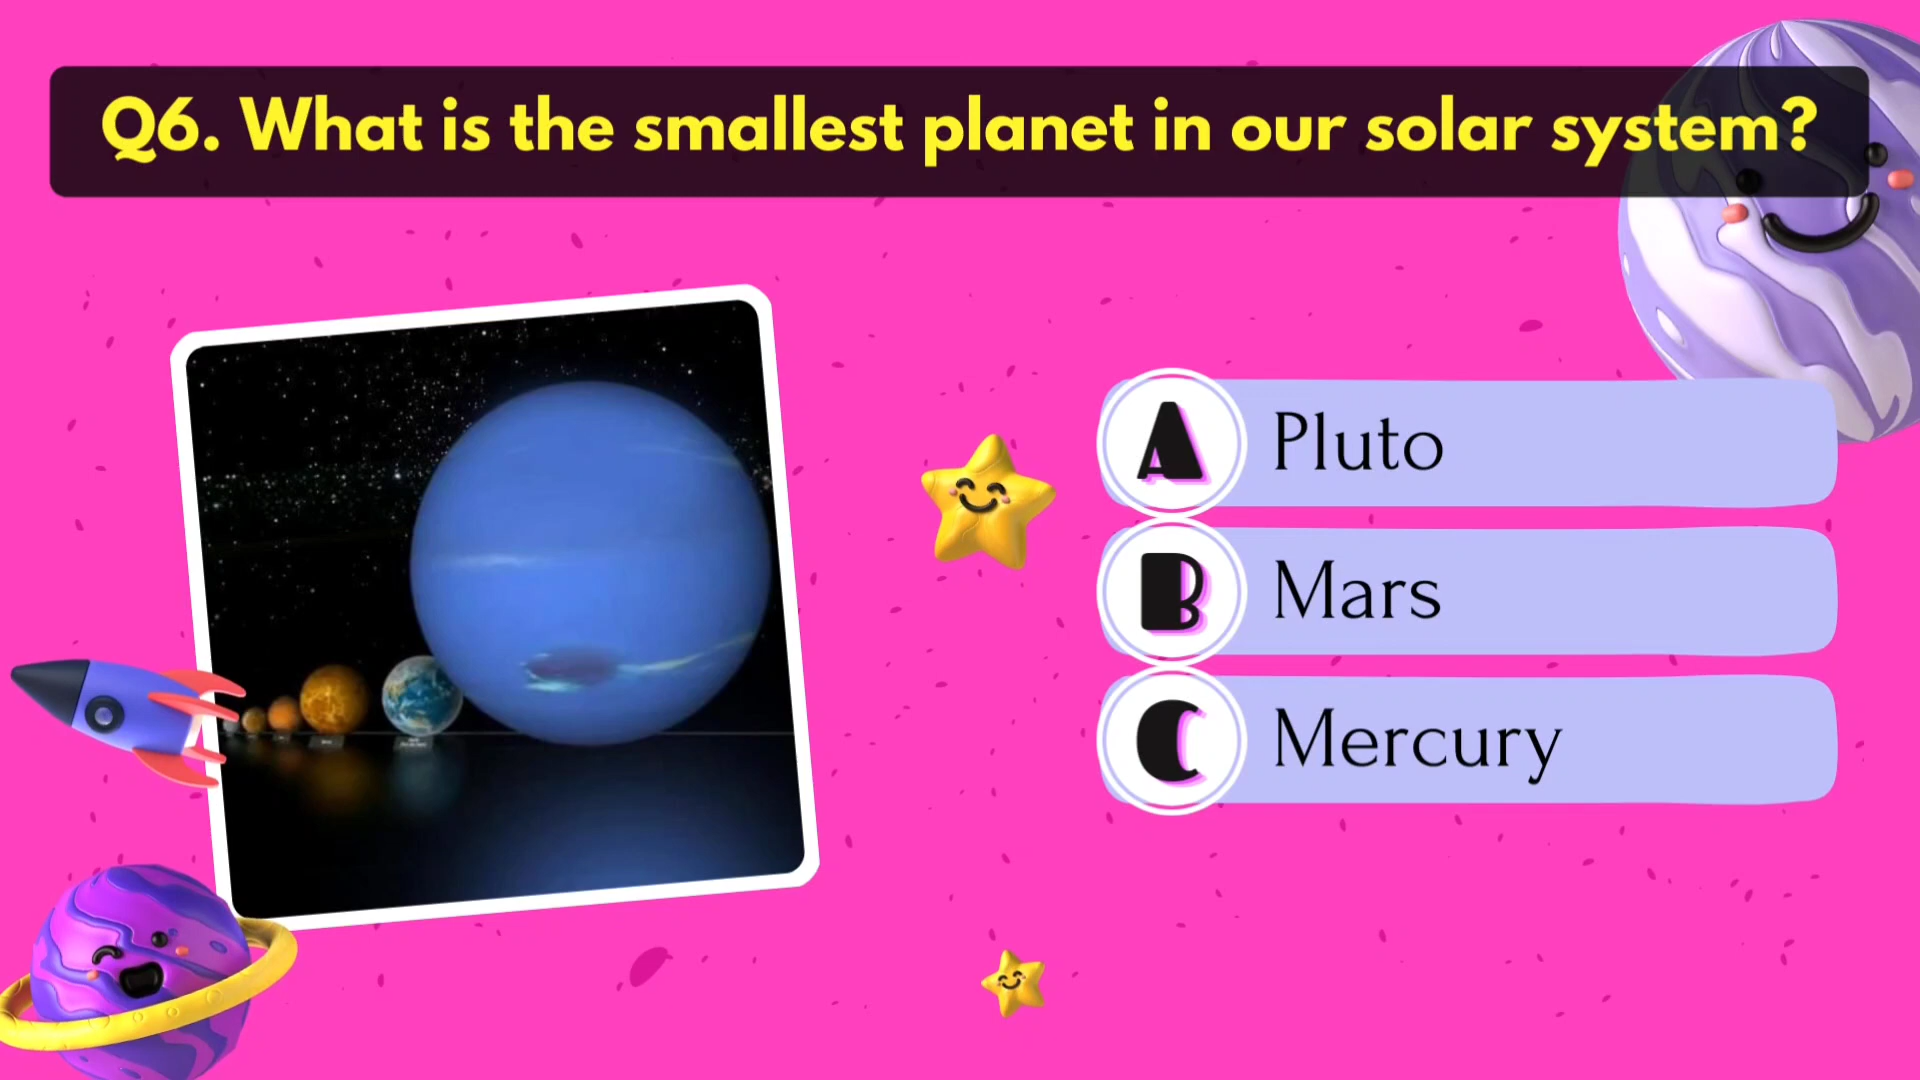 Q6. What is the smallest planet in our solar system?
A Pluto
B Mars
C Mercury